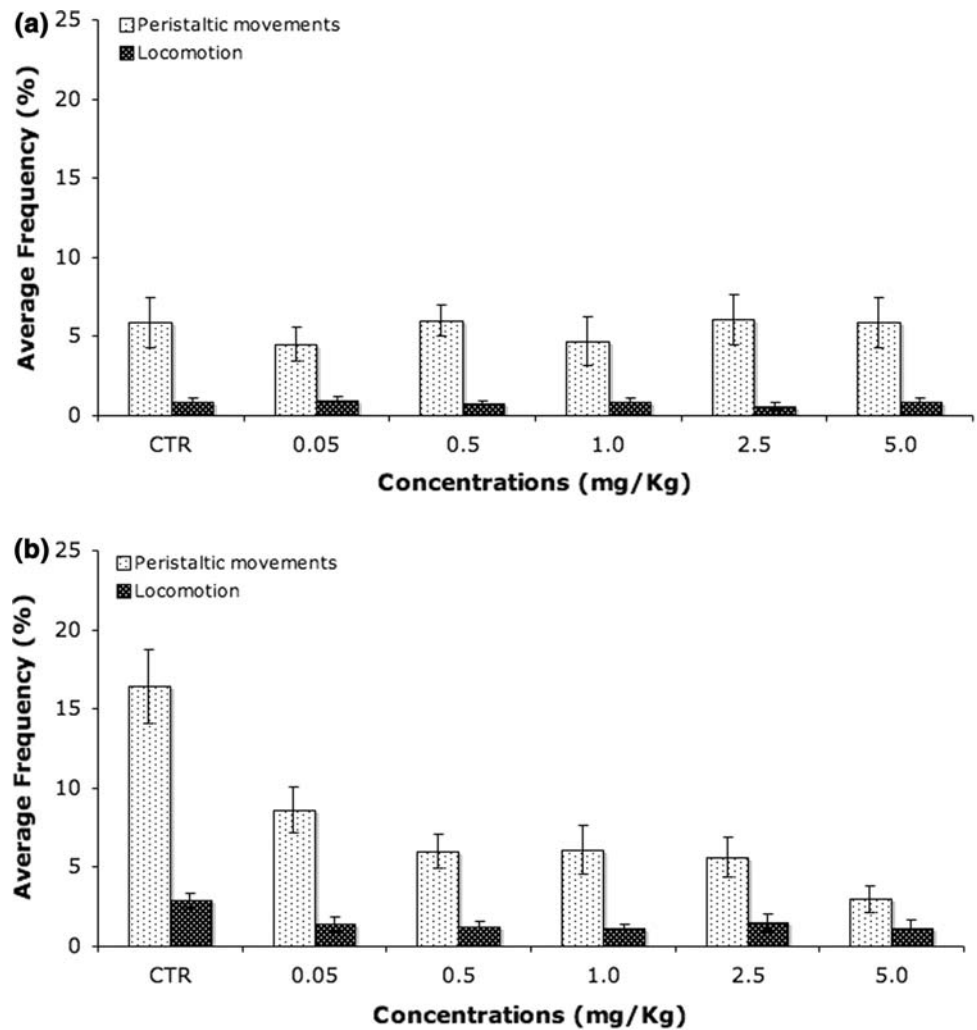 (a)
Peristaltic movements
Locomotion
Average Frequency (%)
25
20
15
10
5
0
CTR 0.05 0.5 1.0 2.5 5.0
Concentrations (mg/Kg)
(b)
Peristaltic movements
Locomotion
Average Frequency (%)
25
20
15
10
5
0
CTR 0.05 0.5 1.0 2.5 5.0
Concentrations (mg/Kg)